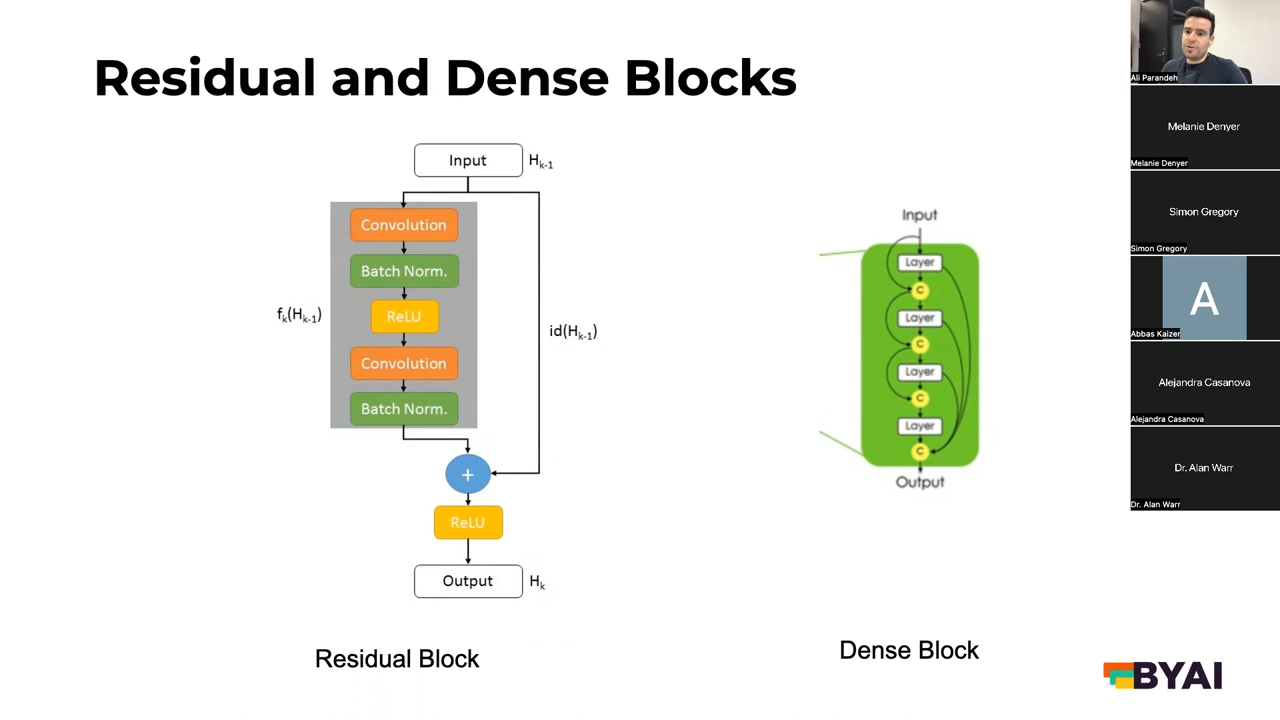 Residual and Dense Blocks
Input
H_k-1
Convolution
Batch Norm.
ReLU
Convolution
Batch Norm.
f_k(H_k-1)
id(H_k-1)
+
ReLU
Output
H_k
Residual Block
Input
Layer
C
Layer
C
Layer
C
Layer
C
Output
Dense Block
BYAI
Ali Parandeh
Melanie Denyer
Melanie Denyer
Simon Gregory
Simon Gregory
A
Abbas Kaizer
Alejandra Casanova
Alejandra Casanova
Dr. Alan Warr
Dr. Alan Warr